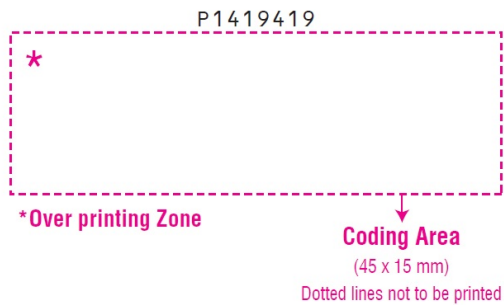 P1419419
*
*Over printing Zone
Coding Area
(45 x 15 mm)
Dotted lines not to be printed